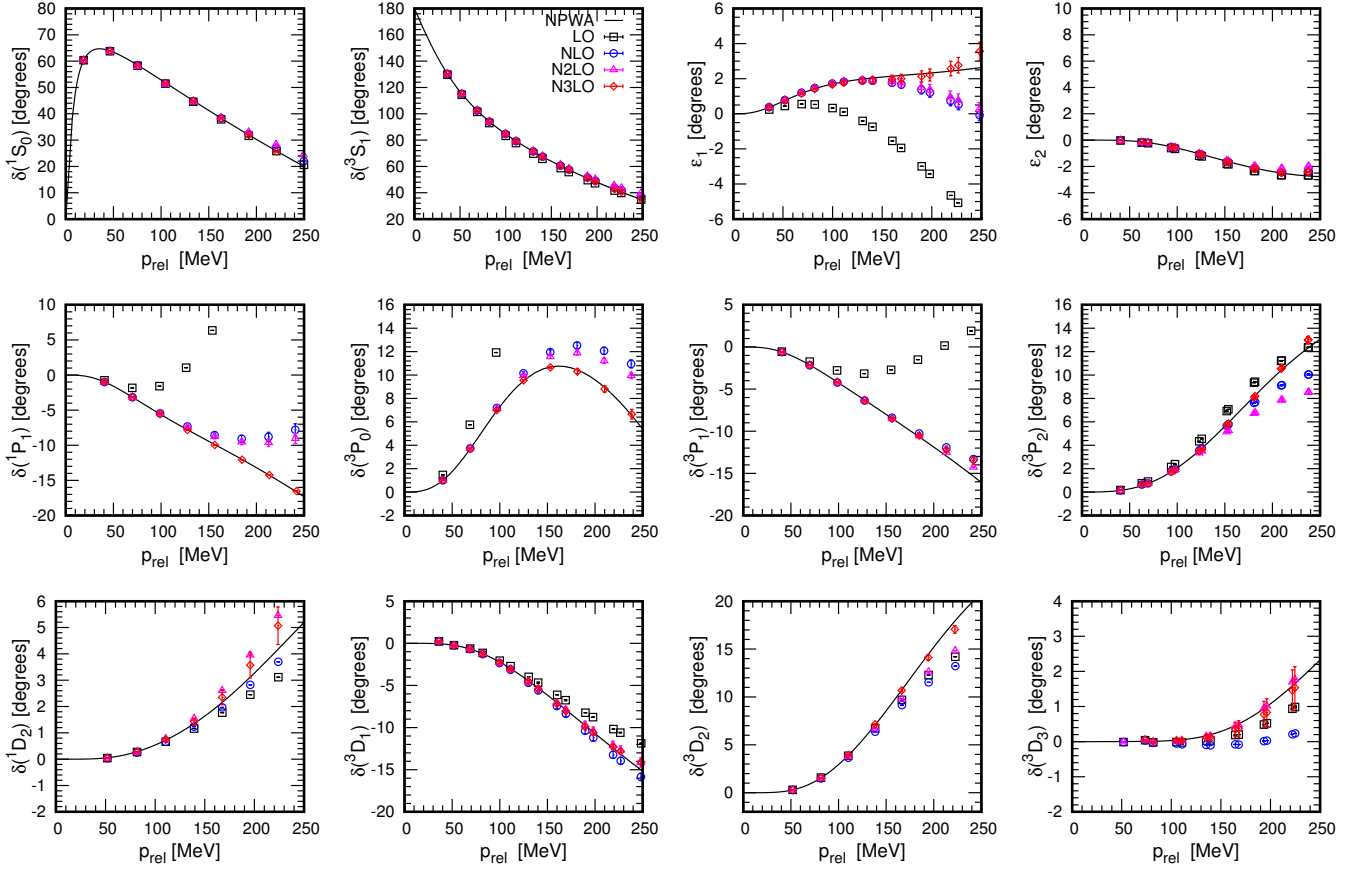 δ(¹S₀) [degrees]
80
70
60
50
40
30
20
10
0
0 50 100 150 200 250
p_rel [MeV]
δ(³S₁) [degrees]
180
160
140
120
100
80
60
40
20
0 50 100 150 200 250
p_rel [MeV]
NPWA
LO
NLO
N2LO
N3LO
ε₁ [degrees]
6
4
2
0
-2
-4
-6
0 50 100 150 200 250
p_rel [MeV]
ε₂ [degrees]
10
8
6
4
2
0
-2
-4
-6
0 50 100 150 200 250
p_rel [MeV]
δ(¹P₁) [degrees]
10
5
0
-5
-10
-15
-20
0 50 100 150 200 250
p_rel [MeV]
δ(³P₀) [degrees]
16
14
12
10
8
6
4
2
0
-2
0 50 100 150 200 250
p_rel [MeV]
δ(³P₁) [degrees]
5
0
-5
-10
-15
-20
0 50 100 150 200 250
p_rel [MeV]
δ(³P₂) [degrees]
16
14
12
10
8
6
4
2
0
-2
0 50 100 150 200 250
p_rel [MeV]
δ(¹D₂) [degrees]
6
5
4
3
2
1
0
-1
-2
0 50 100 150 200 250
p_rel [MeV]
δ(³D₁) [degrees]
5
0
-5
-10
-15
-20
0 50 100 150 200 250
p_rel [MeV]
δ(³D₂) [degrees]
20
15
10
5
0
0 50 100 150 200 250
p_rel [MeV]
δ(³D₃) [degrees]
4
3
2
1
0
-1
-2
0 50 100 150 200 250
p_rel [MeV]